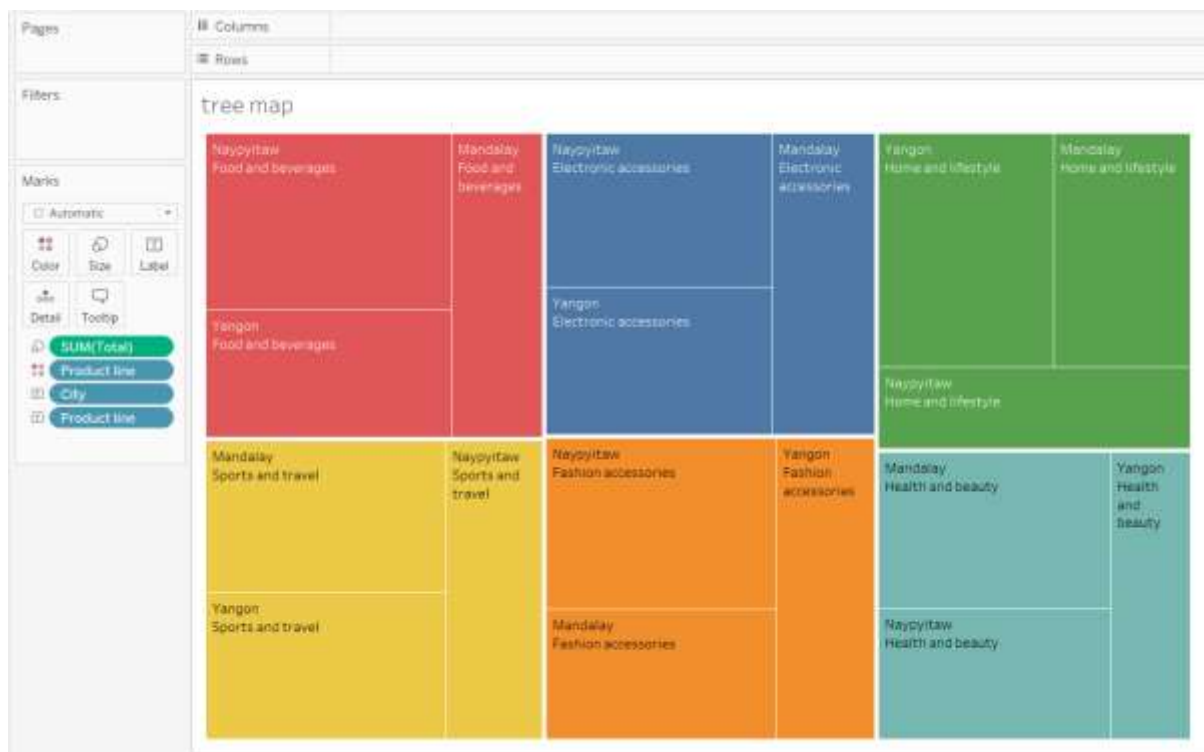 Pages
Columns
Rows
Filters
tree map
Marks
Automatic
Color
Size
Label
Detail
Tooltip
SUM(Total)
Product line
City
Product line
Naypyitaw
Food and beverages
Mandalay
Food and
beverages
Yangon
Food and beverages
Naypyitaw
Electronic accessories
Mandalay
Electronic
accessories
Yangon
Electronic accessories
Yangon
Home and lifestyle
Mandalay
Home and lifestyle
Naypyitaw
Home and lifestyle
Mandalay
Sports and travel
Naypyitaw
Sports and
travel
Yangon
Sports and travel
Naypyitaw
Fashion accessories
Yangon
Fashion
accessories
Mandalay
Fashion accessories
Mandalay
Health and beauty
Yangon
Health
and
beauty
Naypyitaw
Health and beauty